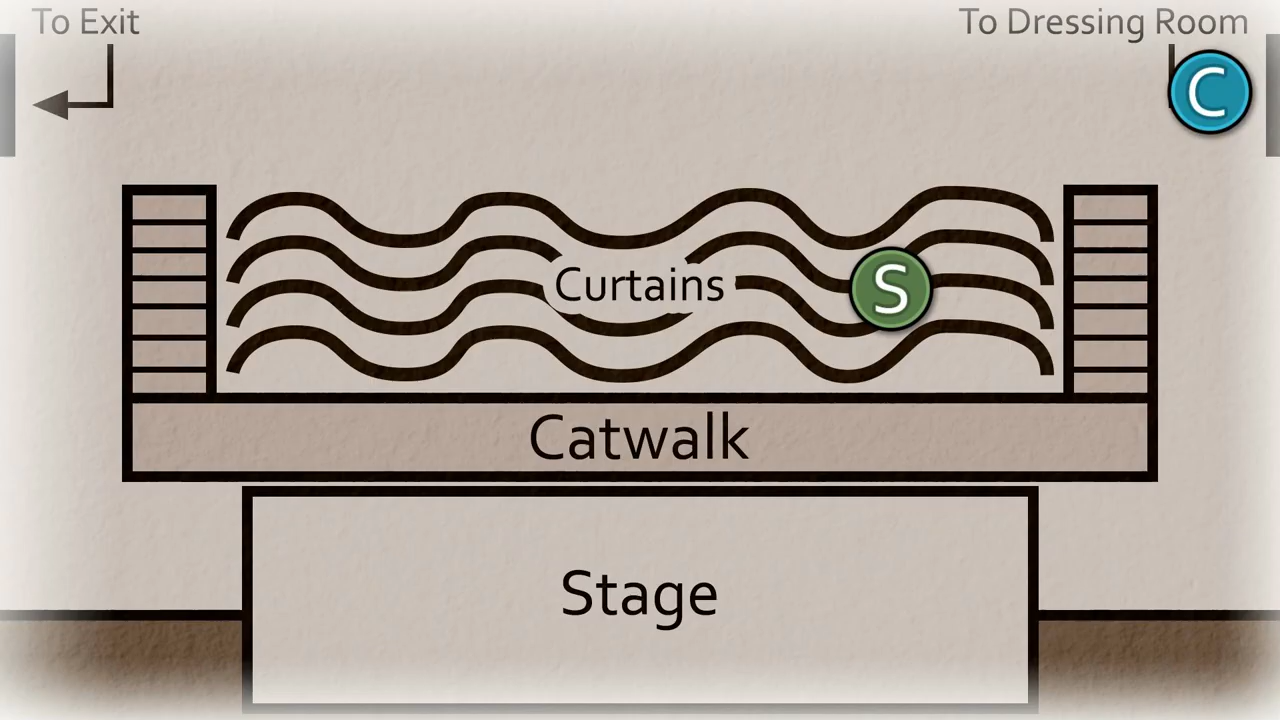 To Exit
To Dressing Room
C
Curtains
S
Catwalk
Stage